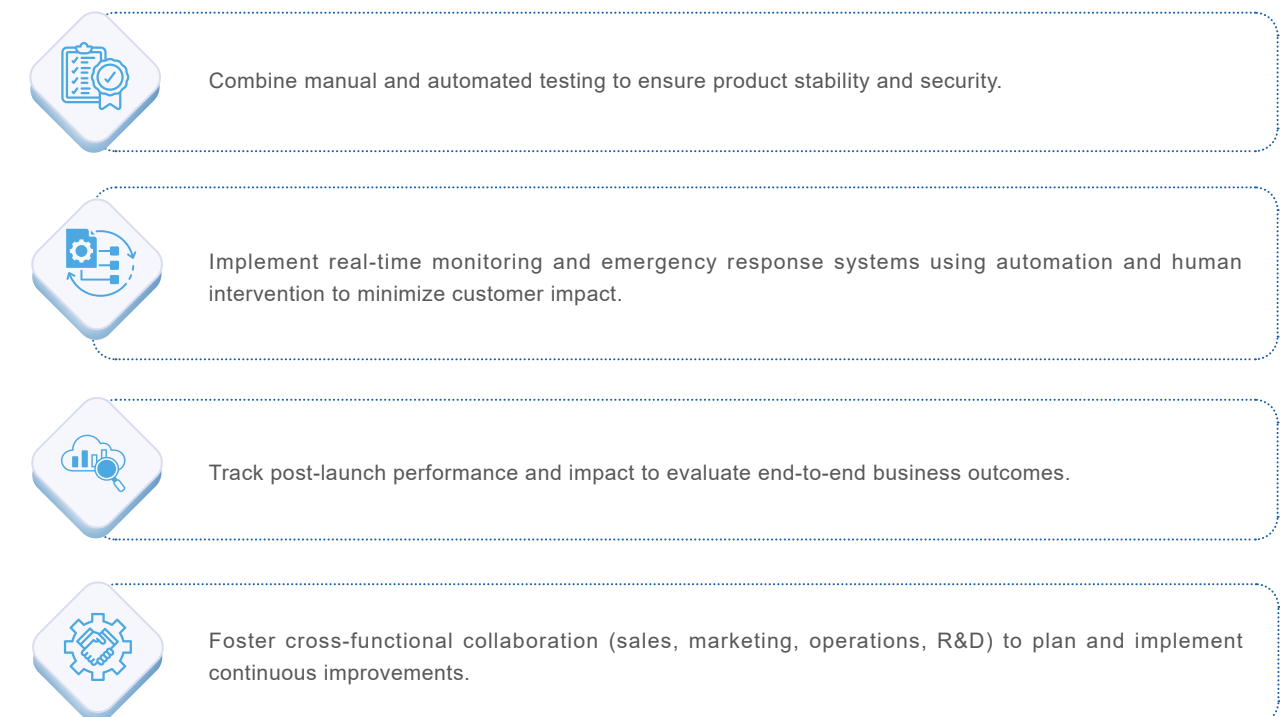 Combine manual and automated testing to ensure product stability and security.
Implement real-time monitoring and emergency response systems using automation and human
intervention to minimize customer impact.
Track post-launch performance and impact to evaluate end-to-end business outcomes.
Foster cross-functional collaboration (sales, marketing, operations, R&D) to plan and implement
continuous improvements.